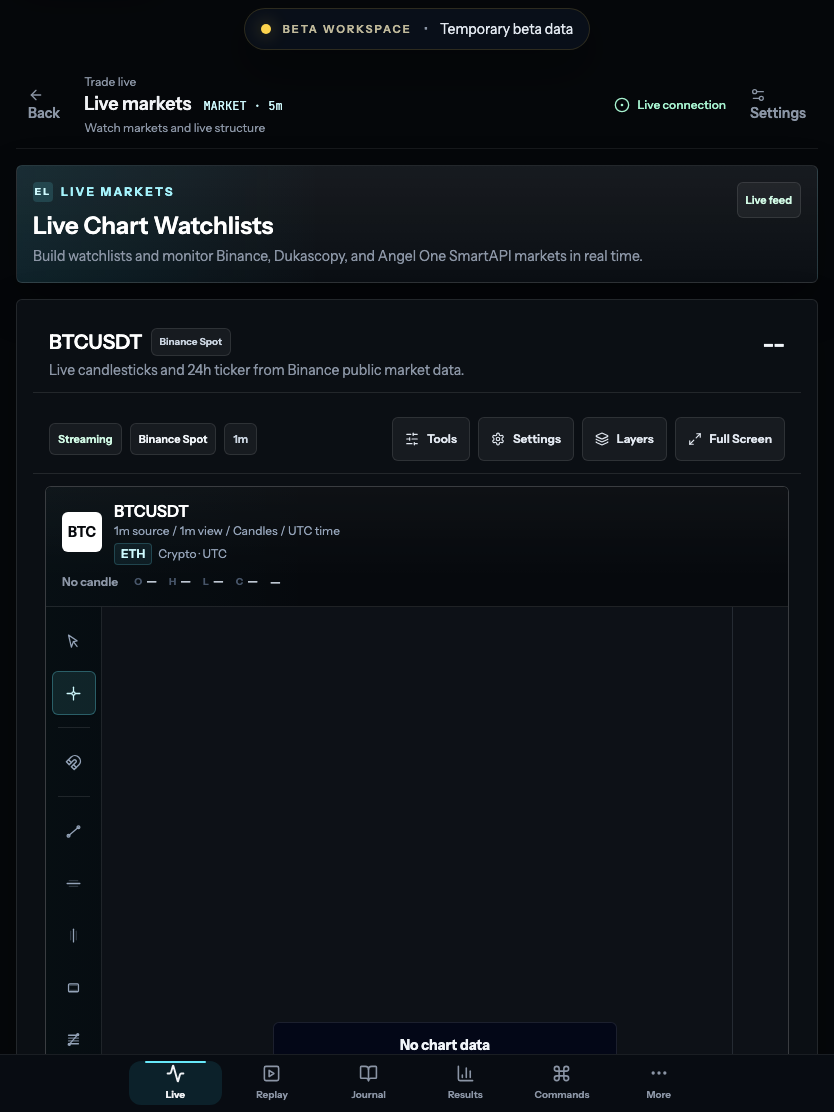 BETA WORKSPACE · Temporary beta data
Back
Trade live
Live markets MARKET · 5m
Watch markets and live structure
Live connection
Settings
EL LIVE MARKETS
Live Chart Watchlists
Build watchlists and monitor Binance, Dukascopy, and Angel One SmartAPI markets in real time.
Live feed
BTCUSDT Binance Spot
--
Live candlesticks and 24h ticker from Binance public market data.
Streaming Binance Spot 1m
Tools Settings Layers Full Screen
BTC
BTCUSDT
1m source / 1m view / Candles / UTC time
ETH Crypto · UTC
No candle O — H — L — C — —
No chart data
Live Replay Journal Results Commands More